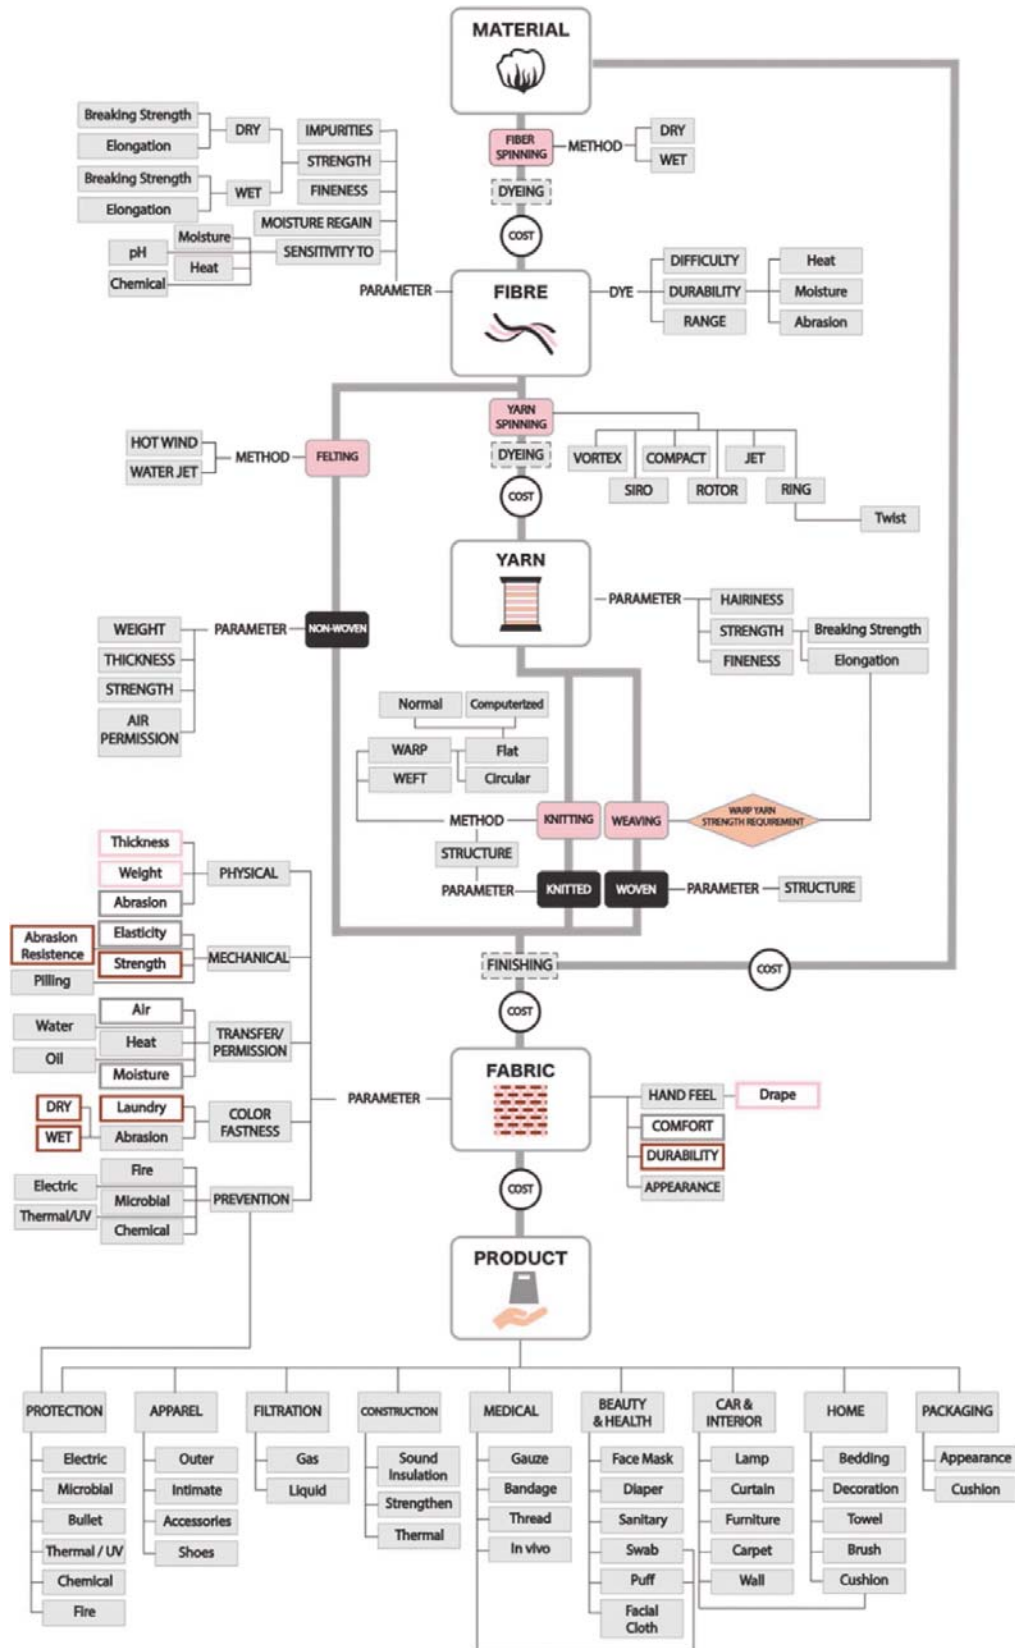 MATERIAL
FIBER
SPINNING
METHOD
DRY
WET
DYEING
COST
Breaking Strength
Elongation
DRY
Breaking Strength
Elongation
WET
IMPURITIES
STRENGTH
FINENESS
MOISTURE REGAIN
SENSITIVITY TO
Moisture
pH
Heat
Chemical
PARAMETER
FIBRE
DYE
DIFFICULTY
DURABILITY
RANGE
Heat
Moisture
Abrasion
YARN
SPINNING
DYEING
COST
VORTEX
COMPACT
JET
SIRO
ROTOR
RING
Twist
HOT WIND
WATER JET
METHOD
FELTING
YARN
PARAMETER
HAIRINESS
STRENGTH
FINENESS
Breaking Strength
Elongation
WEIGHT
THICKNESS
STRENGTH
AIR
PERMISSION
PARAMETER
NON-WOVEN
Normal
Computerized
WARP
Flat
WEFT
Circular
METHOD
KNITTING
WEAVING
WARP YARN
STRENGTH REQUIREMENT
STRUCTURE
PARAMETER
KNITTED
WOVEN
PARAMETER
STRUCTURE
FINISHING
COST
COST
Thickness
Weight
Abrasion
PHYSICAL
Abrasion
Resistence
Elasticity
Strength
Pilling
MECHANICAL
Air
Water
Heat
Oil
Moisture
TRANSFER/
PERMISSION
DRY
WET
Laundry
Abrasion
COLOR
FASTNESS
Fire
Electric
Microbial
Thermal/UV
Chemical
PREVENTION
PARAMETER
FABRIC
HAND FEEL
Drape
COMFORT
DURABILITY
APPEARANCE
COST
PRODUCT
PROTECTION
Electric
Microbial
Bullet
Thermal / UV
Chemical
Fire
APPAREL
Outer
Intimate
Accessories
Shoes
FILTRATION
Gas
Liquid
CONSTRUCTION
Sound
Insulation
Strengthen
Thermal
MEDICAL
Gauze
Bandage
Thread
In vivo
BEAUTY
& HEALTH
Face Mask
Diaper
Sanitary
Swab
Puff
Facial
Cloth
CAR &
INTERIOR
Lamp
Curtain
Furniture
Carpet
Wall
HOME
Bedding
Decoration
Towel
Brush
Cushion
PACKAGING
Appearance
Cushion